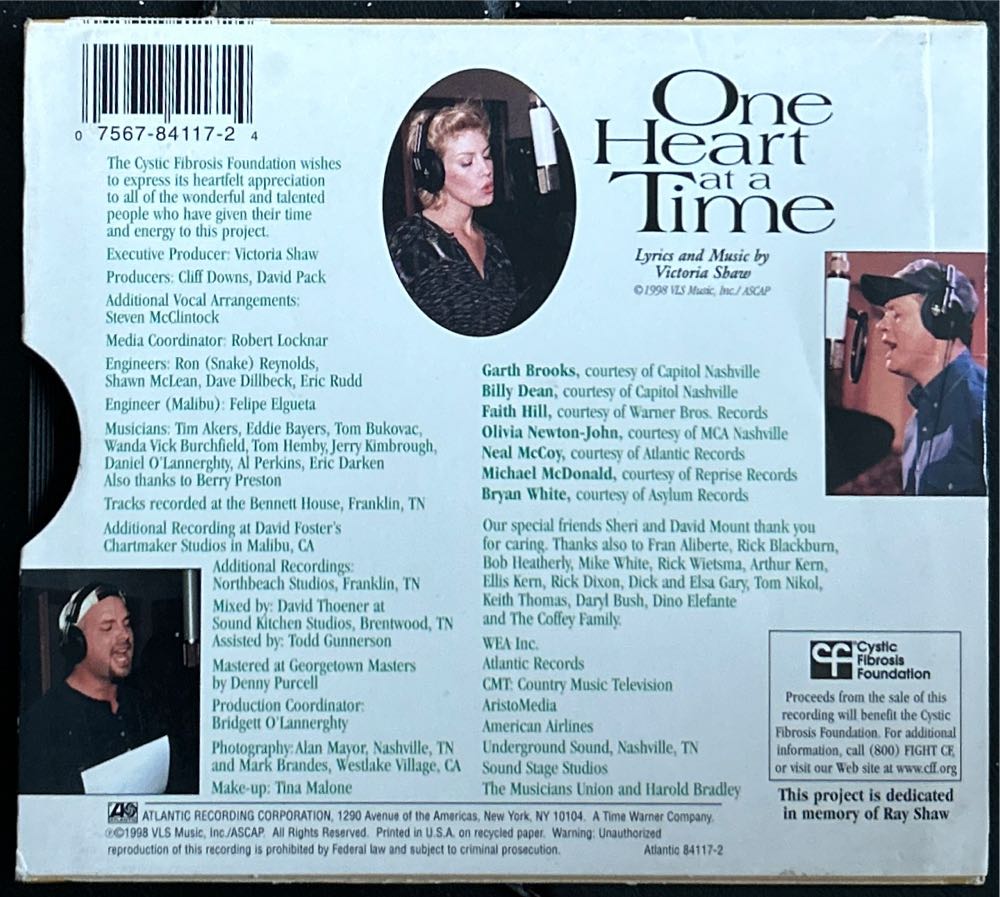 0 7567-84117-2 4
The Cystic Fibrosis Foundation wishes
to express its heartfelt appreciation
to all of the wonderful and talented
people who have given their time
and energy to this project.
Executive Producer: Victoria Shaw
Producers: Cliff Downs, David Pack
Additional Vocal Arrangements:
Steven McClintock
Media Coordinator: Robert Locknar
Engineers: Ron (Snake) Reynolds,
Shawn McLean, Dave Dillbeck, Eric Rudd
Engineer (Malibu): Felipe Elgueta
Musicians: Tim Akers, Eddie Bayers, Tom Bukovac,
Wanda Vick Burchfield, Tom Hemby, Jerry Kimbrough,
Daniel O'Lannerghty, Al Perkins, Eric Darken
Also thanks to Berry Preston
Tracks recorded at the Bennett House, Franklin, TN
Additional Recording at David Foster's
Chartmaker Studios in Malibu, CA
Additional Recordings:
Northbeach Studios, Franklin, TN
Mixed by: David Thoener at
Sound Kitchen Studios, Brentwood, TN
Assisted by: Todd Gunnerson
Mastered at Georgetown Masters
by Denny Purcell
Production Coordinator:
Bridgett O'Lannerghty
Photography: Alan Mayor, Nashville, TN
and Mark Brandes, Westlake Village, CA
Make-up: Tina Malone
One
Heart
at a
Time
Lyrics and Music by
Victoria Shaw
©1998 VLS Music, Inc./ ASCAP
Garth Brooks, courtesy of Capitol Nashville
Billy Dean, courtesy of Capitol Nashville
Faith Hill, courtesy of Warner Bros. Records
Olivia Newton-John, courtesy of MCA Nashville
Neal McCoy, courtesy of Atlantic Records
Michael McDonald, courtesy of Reprise Records
Bryan White, courtesy of Asylum Records
Our special friends Sheri and David Mount thank you
for caring. Thanks also to Fran Aliberte, Rick Blackburn,
Bob Heatherly, Mike White, Rick Wietsma, Arthur Kern,
Ellis Kern, Rick Dixon, Dick and Elsa Gary, Tom Nikol,
Keith Thomas, Daryl Bush, Dino Elefante
and The Coffey Family.
WEA Inc.
Atlantic Records
CMT: Country Music Television
AristoMedia
American Airlines
Underground Sound, Nashville, TN
Sound Stage Studios
The Musicians Union and Harold Bradley
CF Cystic
Fibrosis
Foundation
Proceeds from the sale of this
recording will benefit the Cystic
Fibrosis Foundation. For additional
information, call (800) FIGHT CF,
or visit our Web site at www.cff.org
This project is dedicated
in memory of Ray Shaw
ATLANTIC RECORDING CORPORATION, 1290 Avenue of the Americas, New York, NY 10104. A Time Warner Company.
℗©1998 VLS Music, Inc./ASCAP. All Rights Reserved. Printed in U.S.A. on recycled paper. Warning: Unauthorized
reproduction of this recording is prohibited by Federal law and subject to criminal prosecution. Atlantic 84117-2